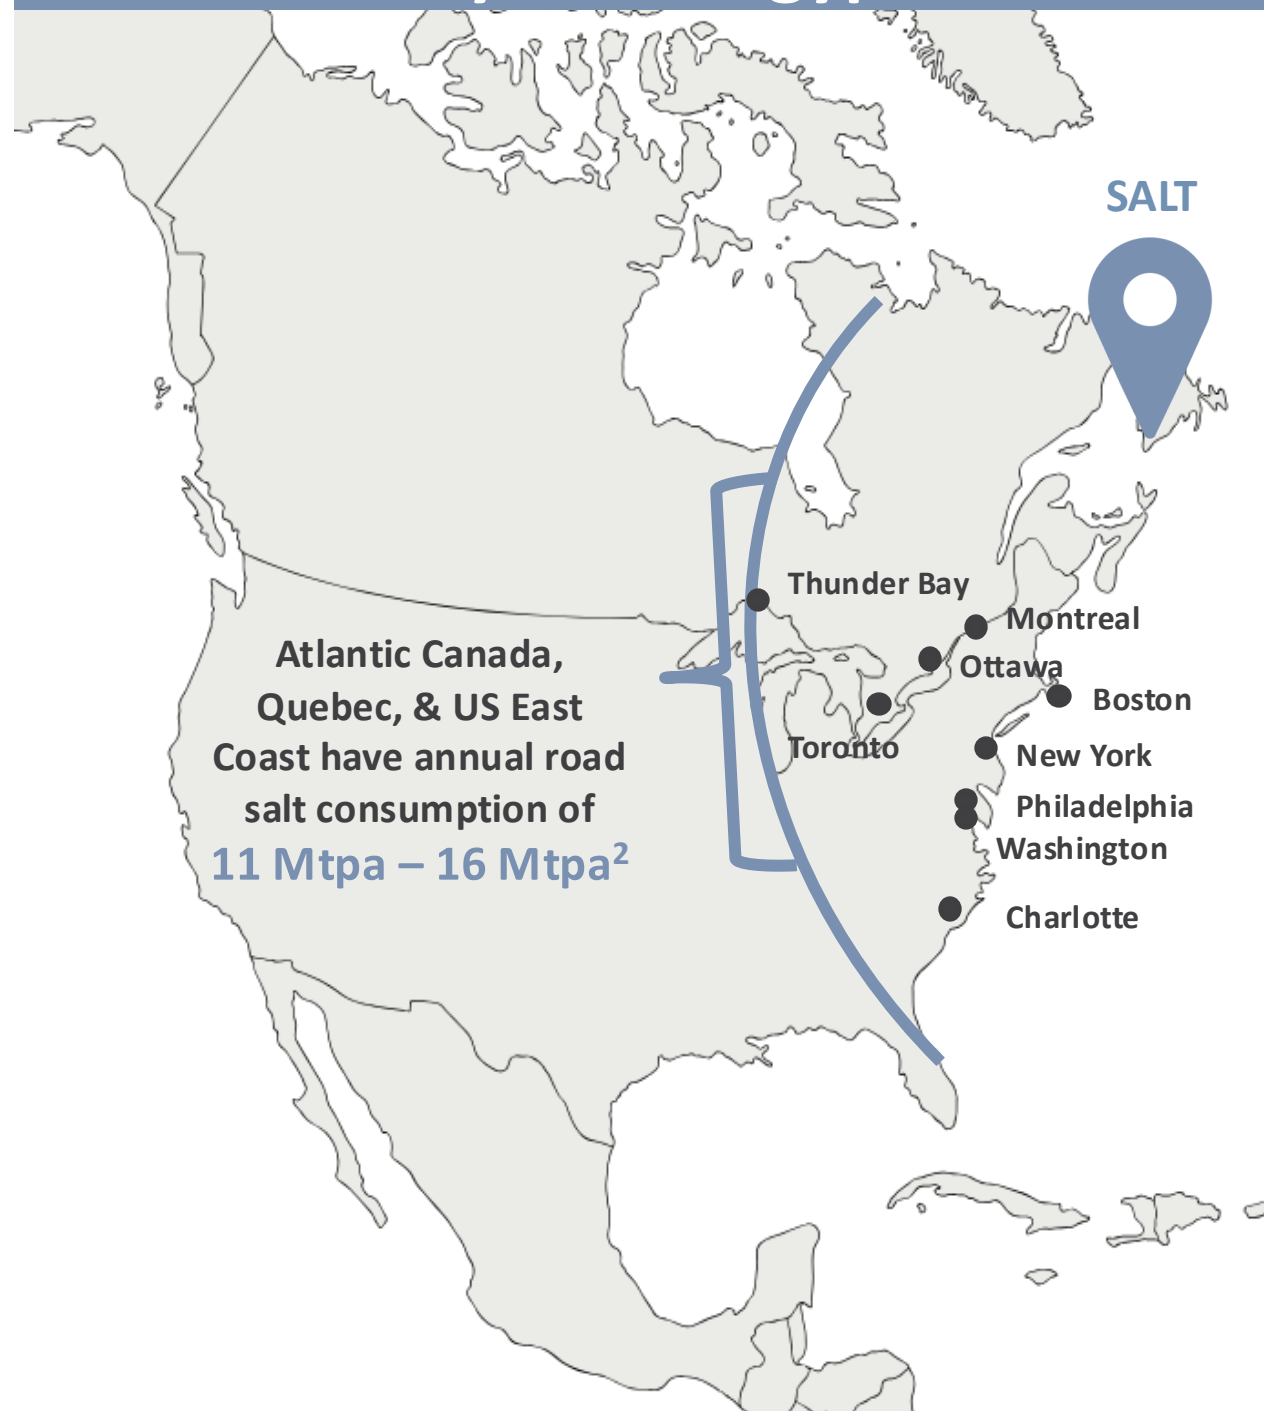 SALT
Thunder Bay
Montreal
Ottawa
Boston
Toronto
New York
Philadelphia
Washington
Charlotte
Atlantic Canada,
Quebec, & US East
Coast have annual road
salt consumption of
11 Mtpa – 16 Mtpa²